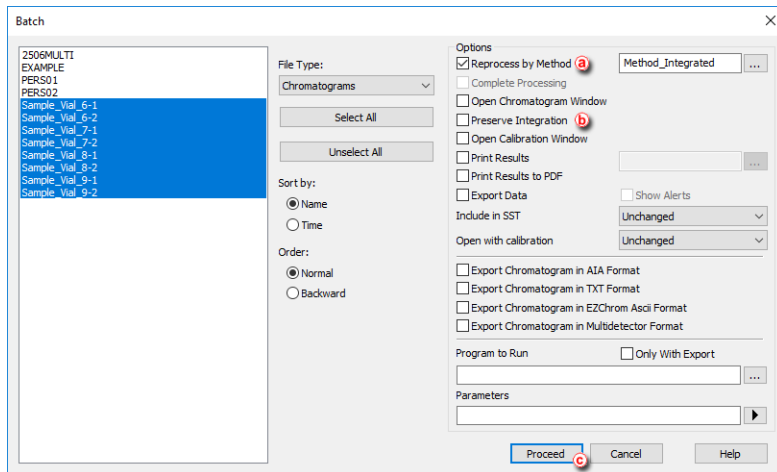 Batch
2506MULTI
EXAMPLE
PERS01
PERS02
Sample_Vial_6-1
Sample_Vial_6-2
Sample_Vial_7-1
Sample_Vial_7-2
Sample_Vial_8-1
Sample_Vial_8-2
Sample_Vial_9-1
Sample_Vial_9-2
File Type:
Chromatograms
Select All
Unselect All
Sort by:
Name
Time
Order:
Normal
Backward
Options
Reprocess by Method a Method_Integrated ...
Complete Processing
Open Chromatogram Window
Preserve Integration b
Open Calibration Window
Print Results ...
Print Results to PDF
Export Data Show Alerts
Include in SST Unchanged
Open with calibration Unchanged
Export Chromatogram in AIA Format
Export Chromatogram in TXT Format
Export Chromatogram in EZChrom Ascii Format
Export Chromatogram in Multidetector Format
Program to Run Only With Export
...
Parameters
Proceed c Cancel Help